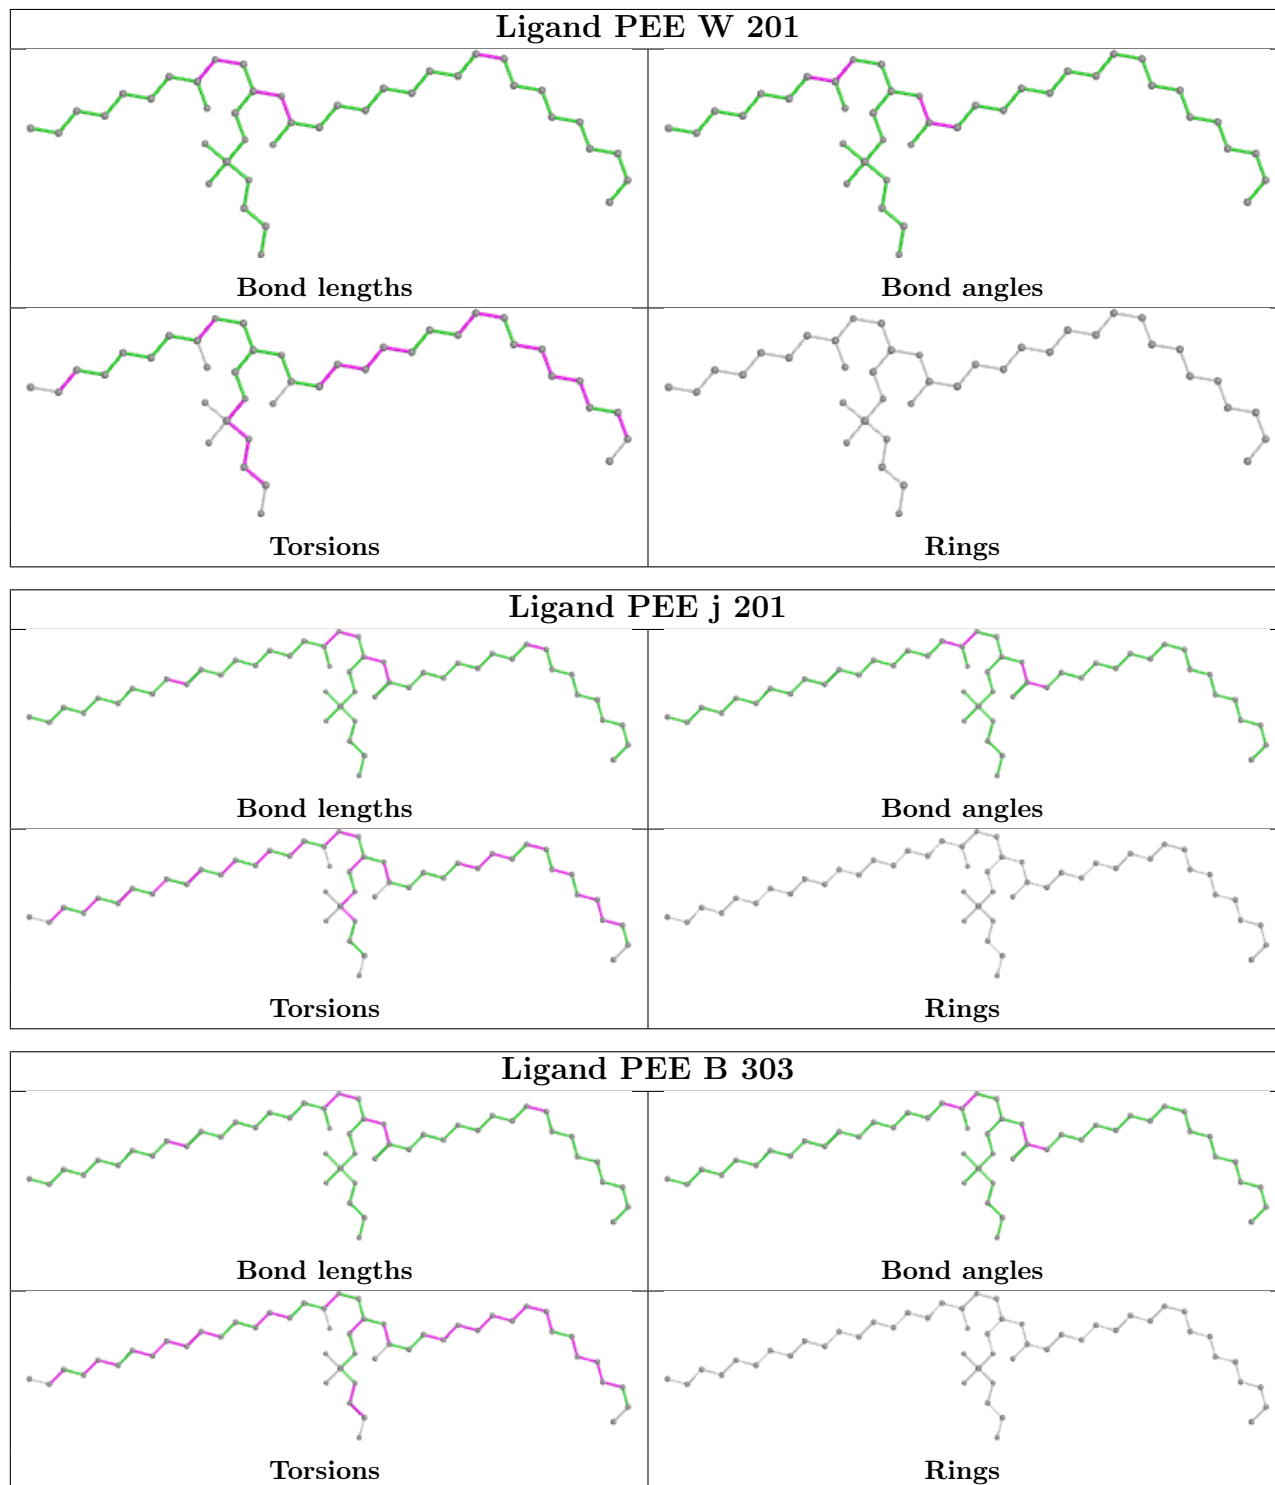 Ligand PEE W 201
Bond lengths
Bond angles
Torsions
Rings
Ligand PEE j 201
Bond lengths
Bond angles
Torsions
Rings
Ligand PEE B 303
Bond lengths
Bond angles
Torsions
Rings